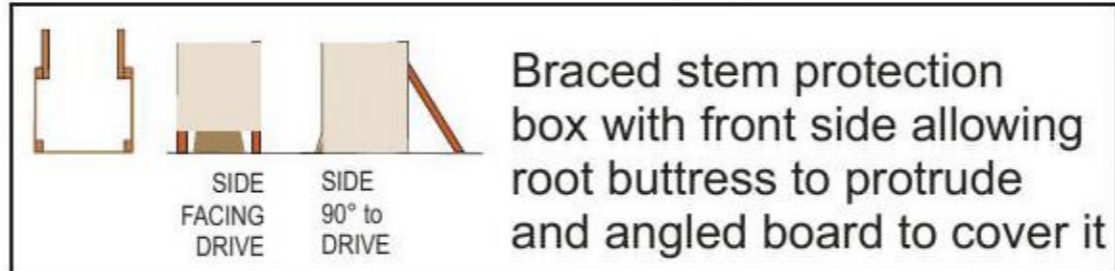 SIDE
FACING
DRIVE
SIDE
90° to
DRIVE
Braced stem protection
box with front side allowing
root buttress to protrude
and angled board to cover it